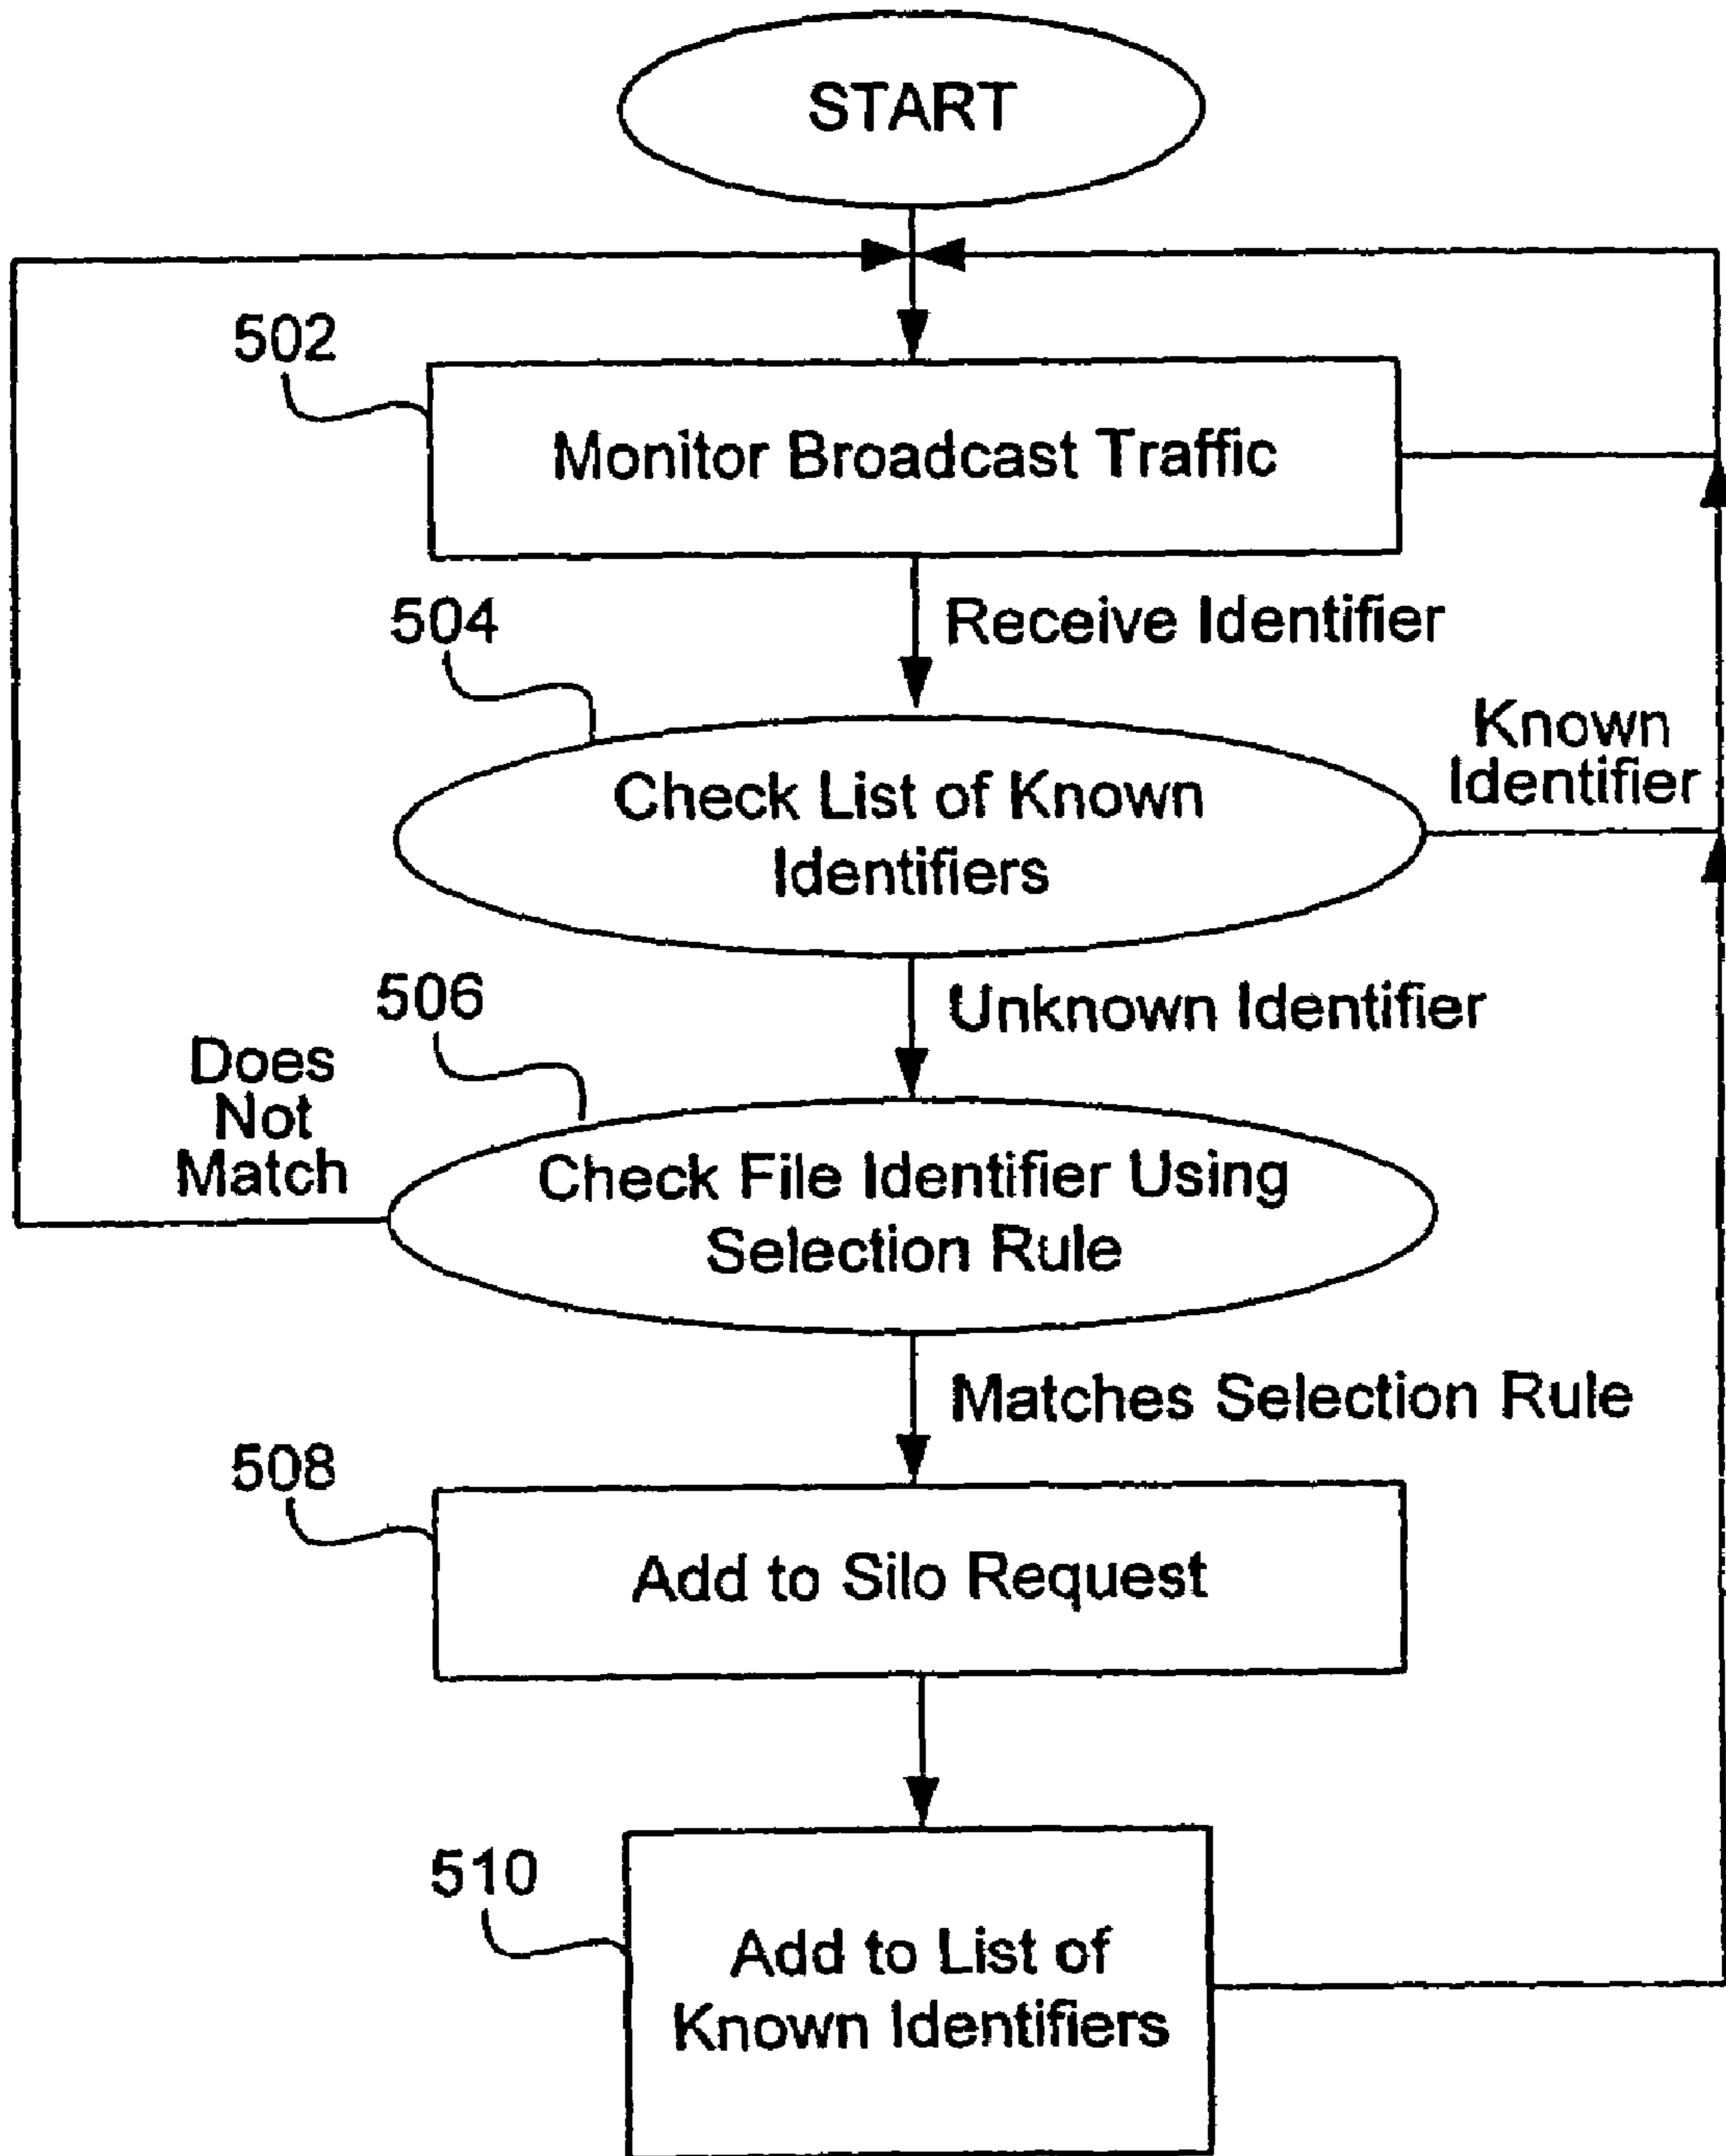 START
502
Monitor Broadcast Traffic
504
Receive Identifier
Known
Identifier
Check List of Known
Identifiers
506
Unknown Identifier
Does
Not
Match
Check File Identifier Using
Selection Rule
Matches Selection Rule
508
Add to Silo Request
510
Add to List of
Known Identifiers